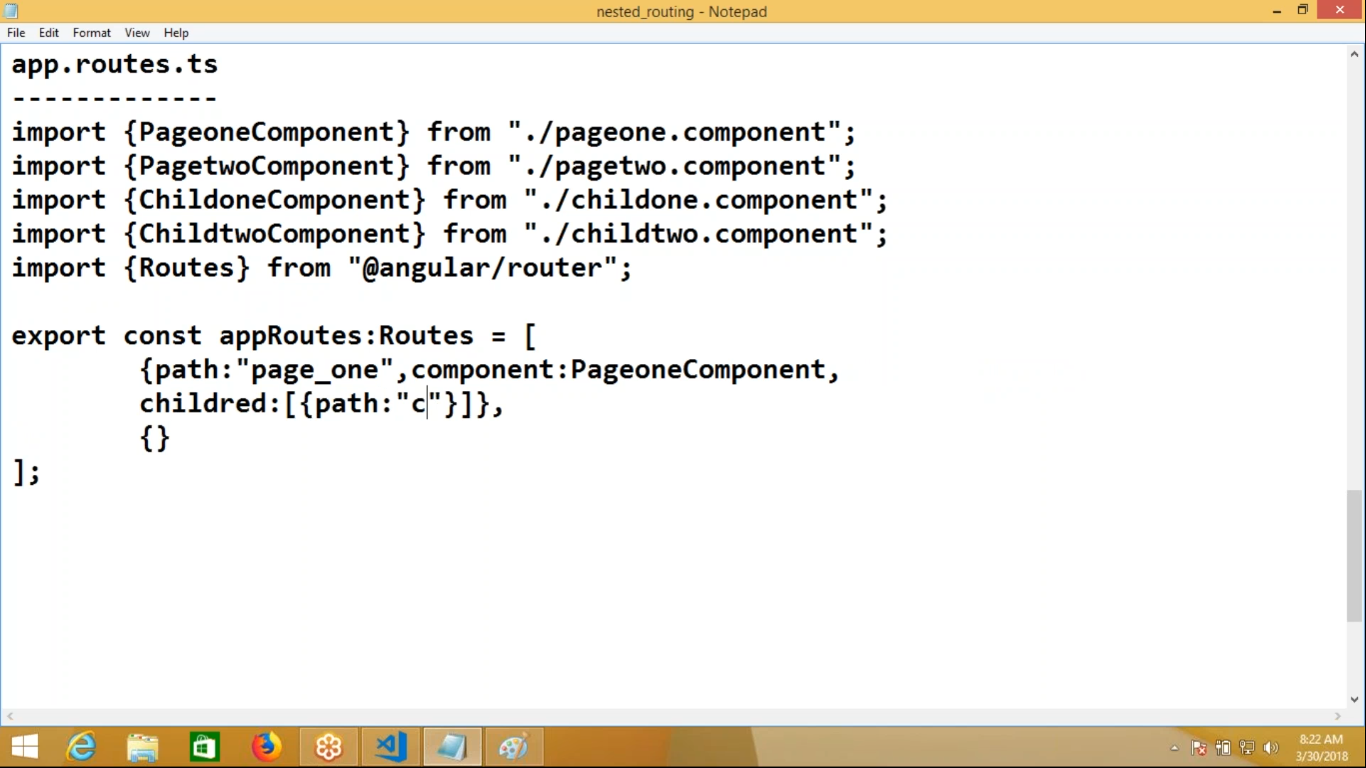 nested_routing - Notepad
File Edit Format View Help
app.routes.ts
-------------
import {PageoneComponent} from "./pageone.component";
import {PagetwoComponent} from "./pagetwo.component";
import {ChildoneComponent} from "./childone.component";
import {ChildtwoComponent} from "./childtwo.component";
import {Routes} from "@angular/router";
export const appRoutes:Routes = [
{path:"page_one",component:PageoneComponent,
childred:[{path:"c"}]},
{}
];
8:22 AM
3/30/2018